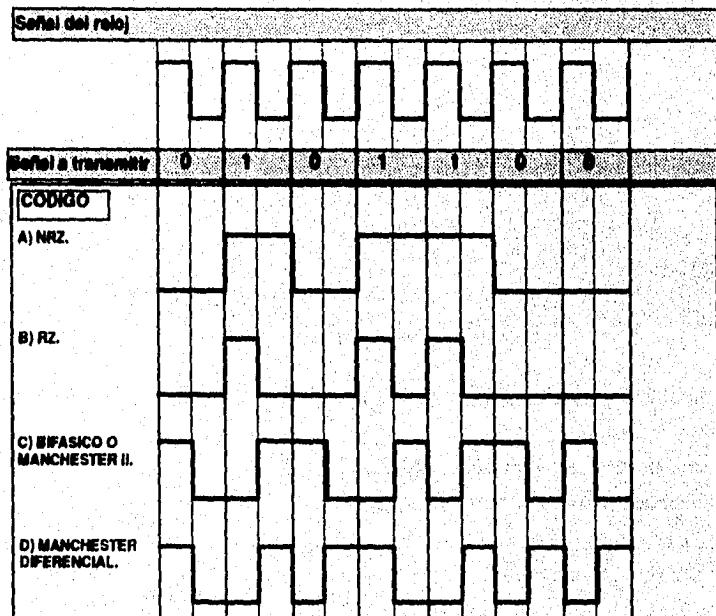 Señal del reloj
Señal a transmitir 0 1 0 1 1 0 0
CODIGO
A) NRZ.
B) RZ.
C) BIFASICO O
MANCHESTER II.
D) MANCHESTER
DIFERENCIAL.